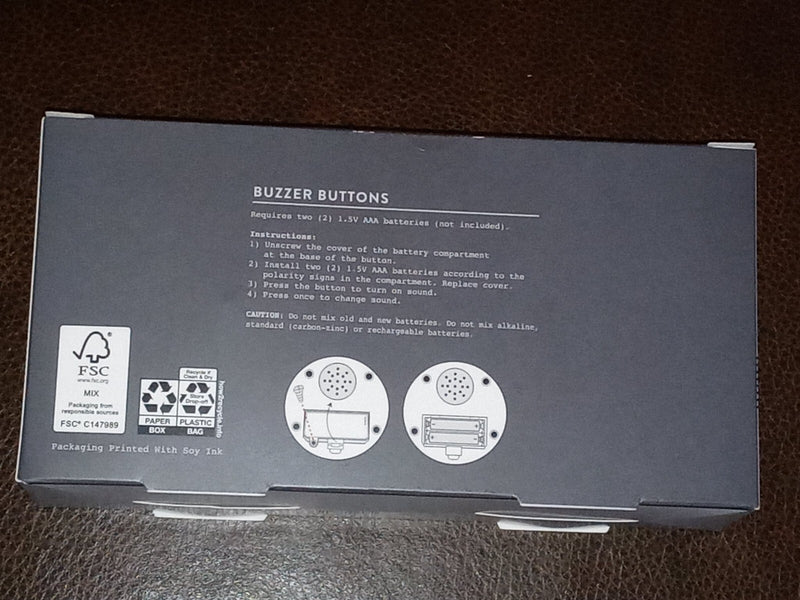 BUZZER BUTTONS
Requires two (2) 1.5V AAA batteries (not included).
Instructions:
1) Unscrew the cover of the battery compartment
at the base of the button.
2) Install two (2) 1.5V AAA batteries according to the
polarity signs in the compartment. Replace cover.
3) Press the button to turn on sound.
4) Press once to change sound.
CAUTION: Do not mix old and new batteries. Do not mix alkaline,
standard (carbon-zinc) or rechargable batteries.
FSC®
www.fsc.org
MIX
Packaging from
responsible sources
FSC® C147989
Recycle if
Clean & Dry
Store
Drop-off
PAPER
BOX
PLASTIC
BAG
how2recycle.info
Packaging Printed With Soy Ink